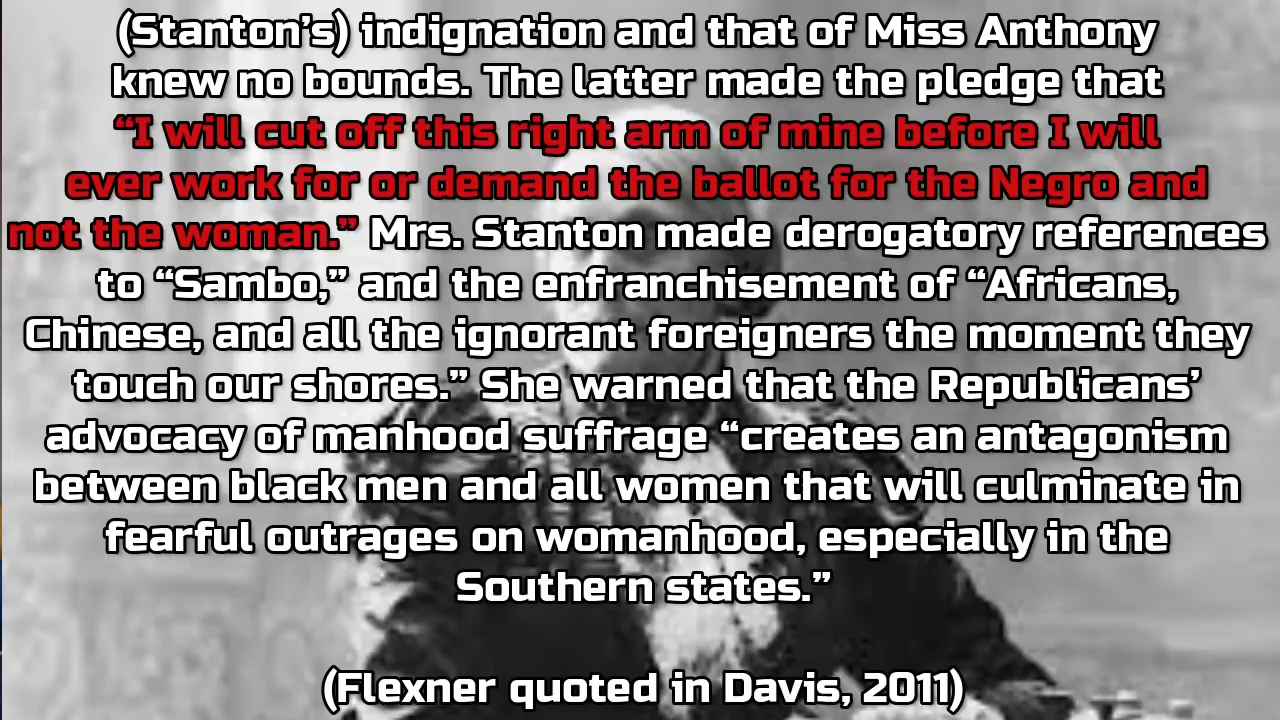 (Stanton’s) indignation and that of Miss Anthony
knew no bounds. The latter made the pledge that
“I will cut off this right arm of mine before I will
ever work for or demand the ballot for the Negro and
not the woman.” Mrs. Stanton made derogatory references
to “Sambo,” and the enfranchisement of “Africans,
Chinese, and all the ignorant foreigners the moment they
touch our shores.” She warned that the Republicans’
advocacy of manhood suffrage “creates an antagonism
between black men and all women that will culminate in
fearful outrages on womanhood, especially in the
Southern states.”
(Flexner quoted in Davis, 2011)